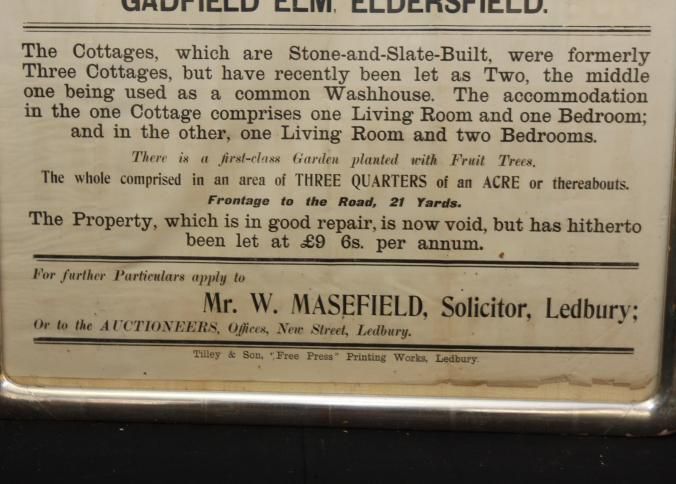 GADFIELD ELM, ELDERSFIELD.
The Cottages, which are Stone-and-Slate-Built, were formerly
Three Cottages, but have recently been let as Two, the middle
one being used as a common Washhouse. The accommodation
in the one Cottage comprises one Living Room and one Bedroom;
and in the other, one Living Room and two Bedrooms.
There is a first-class Garden planted with Fruit Trees.
The whole comprised in an area of THREE QUARTERS of an ACRE or thereabouts.
Frontage to the Road, 21 Yards.
The Property, which is in good repair, is now void, but has hitherto
been let at £9 6s. per annum.
For further Particulars apply to
Mr. W. MASEFIELD, Solicitor, Ledbury;
Or to the AUCTIONEERS, Offices, New Street, Ledbury.
Tilley & Son, "Free Press" Printing Works, Ledbury.